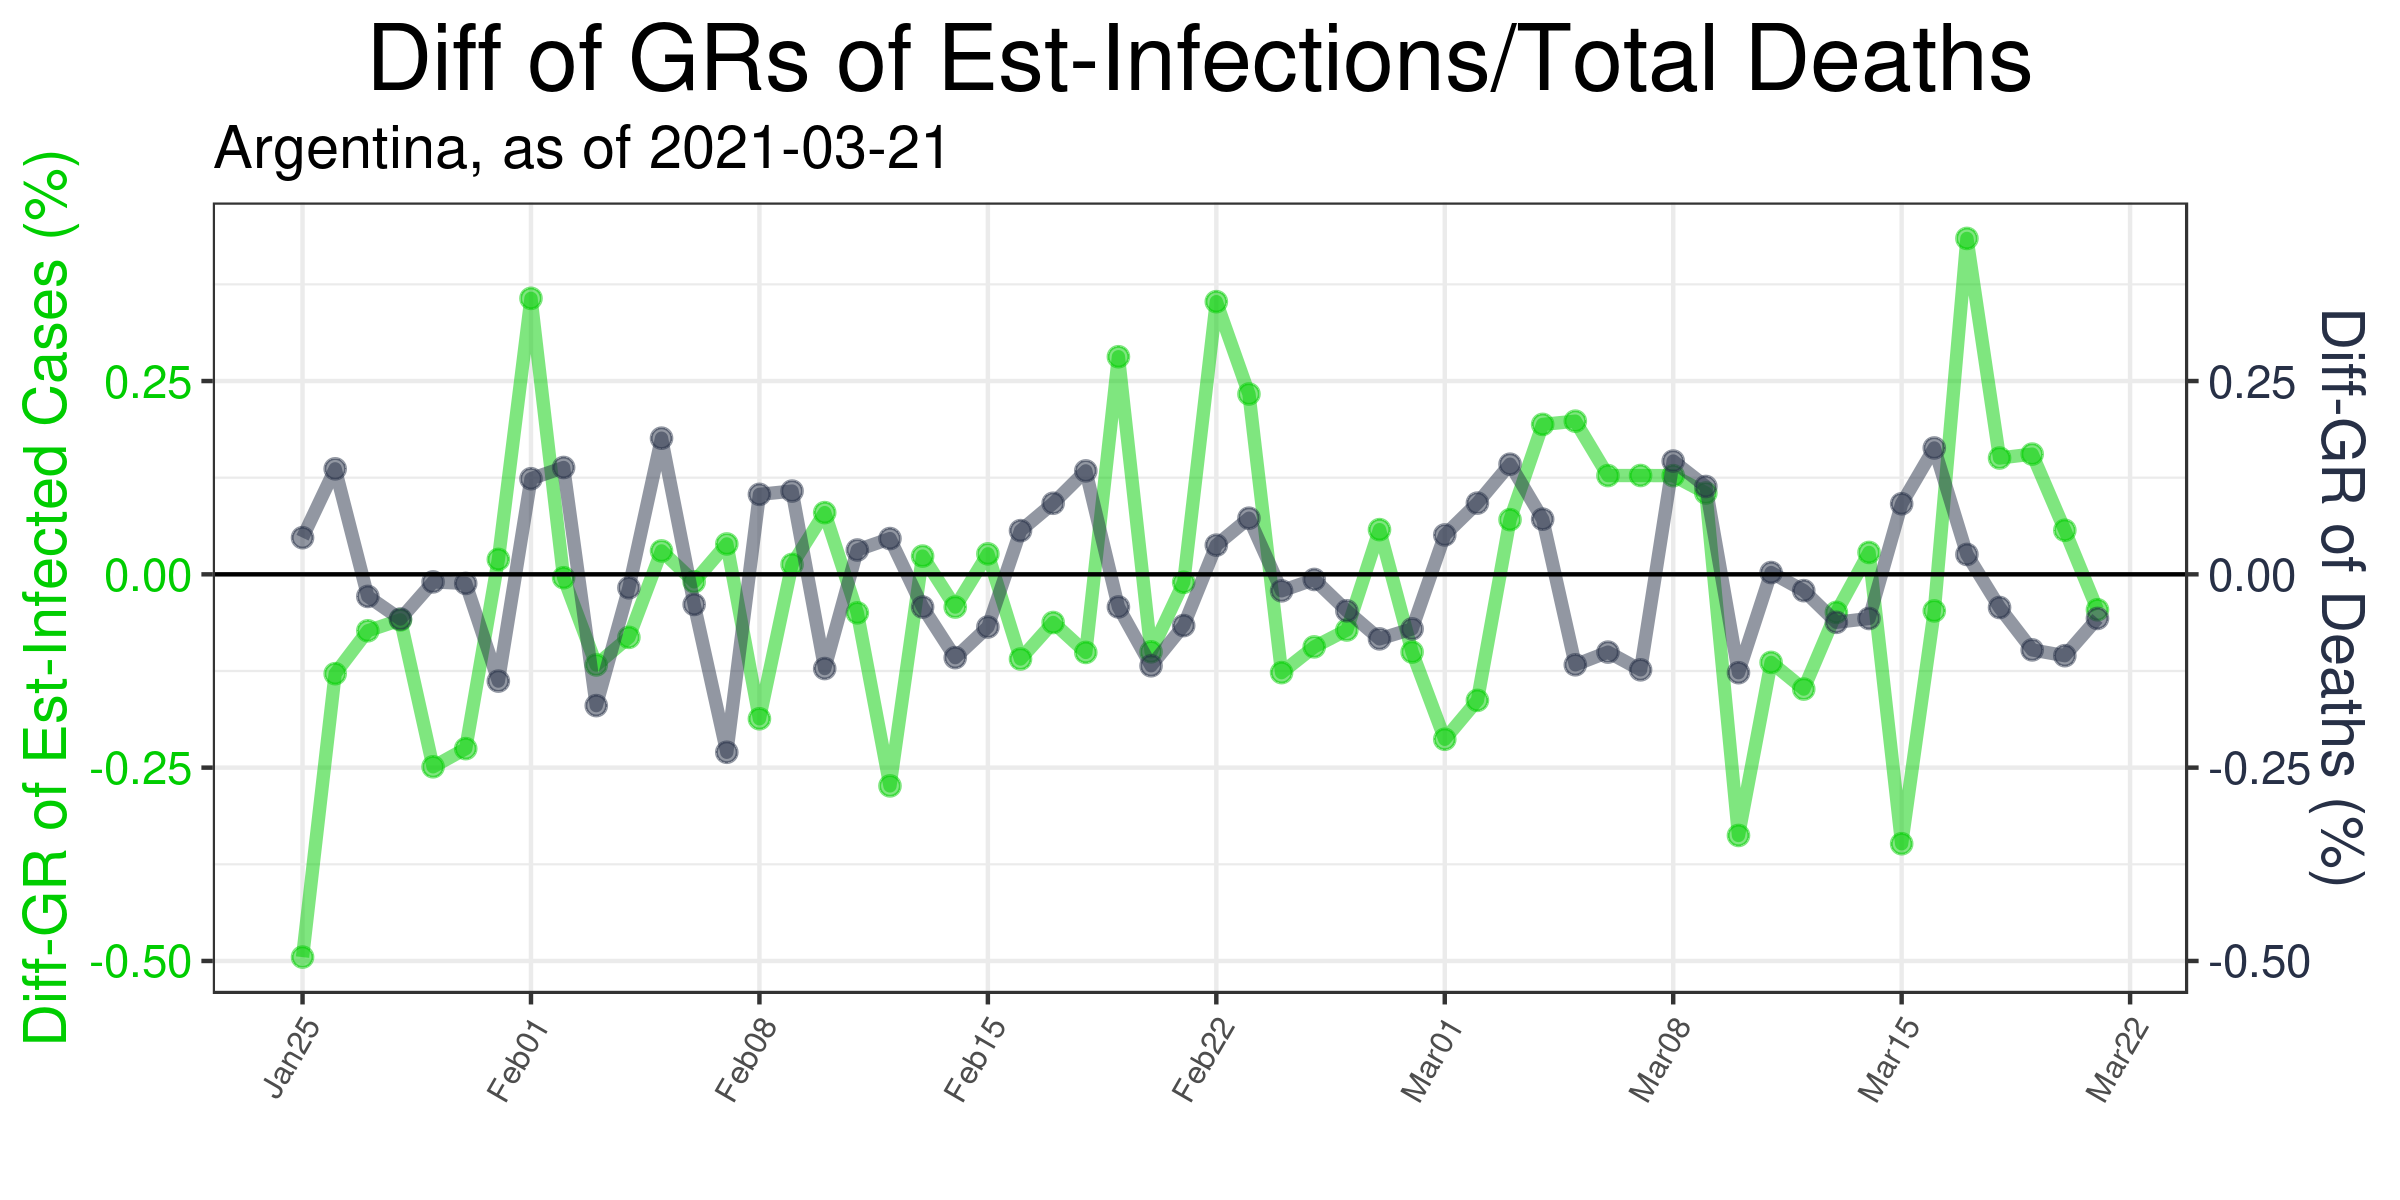 Diff of GRs of Est-Infections/Total Deaths
Argentina, as of 2021-03-21
Diff-GR of Est-Infected Cases (%)
0.25
0.00
-0.25
-0.50
0.25
0.00
-0.25
-0.50
Diff-GR of Deaths (%)
Jan25
Feb01
Feb08
Feb15
Feb22
Mar01
Mar08
Mar15
Mar22